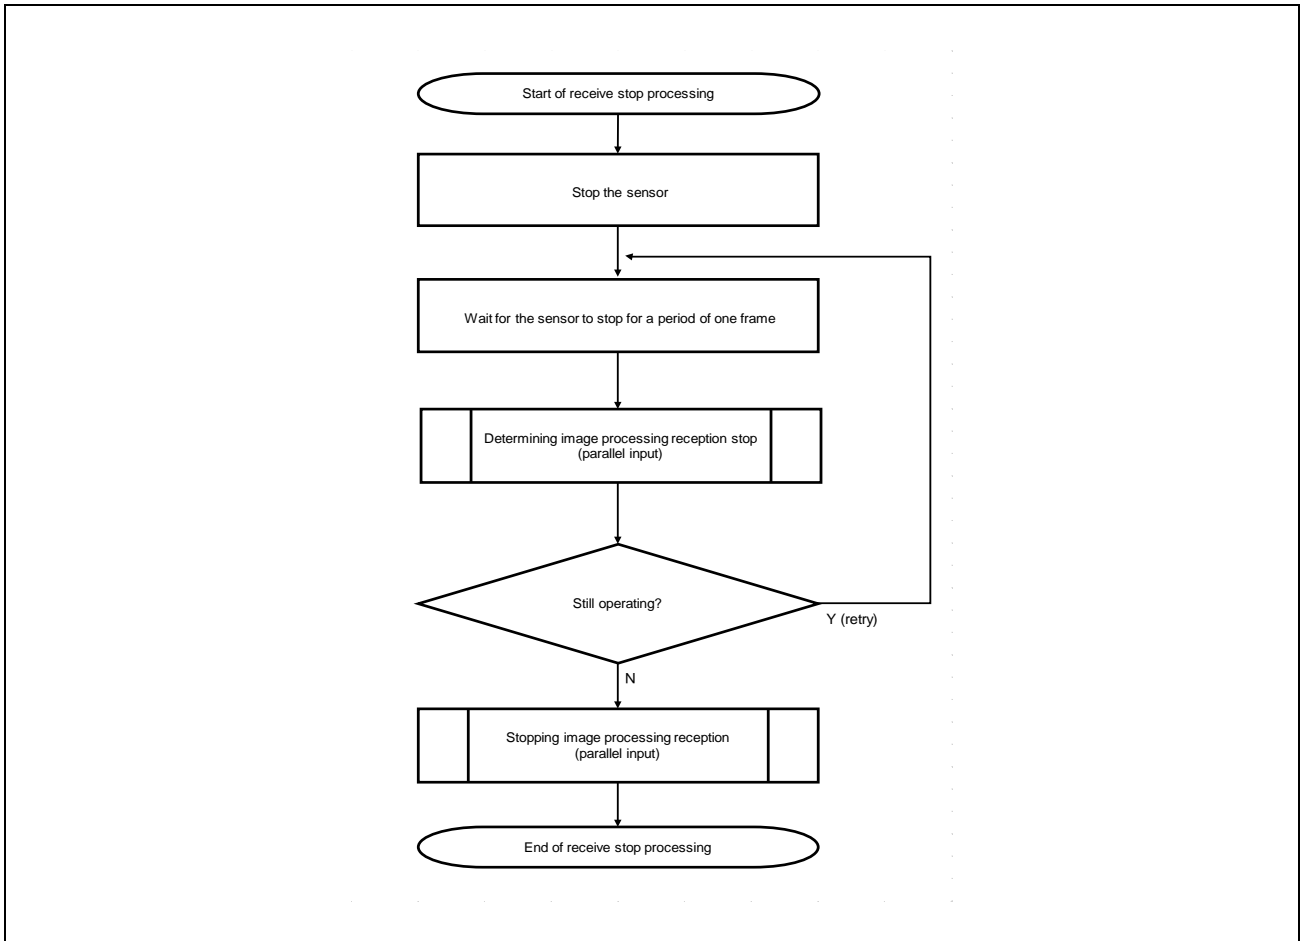 Start of receive stop processing
Stop the sensor
Wait for the sensor to stop for a period of one frame
Determining image processing reception stop
(parallel input)
Still operating?
Y (retry)
N
Stopping image processing reception
(parallel input)
End of receive stop processing